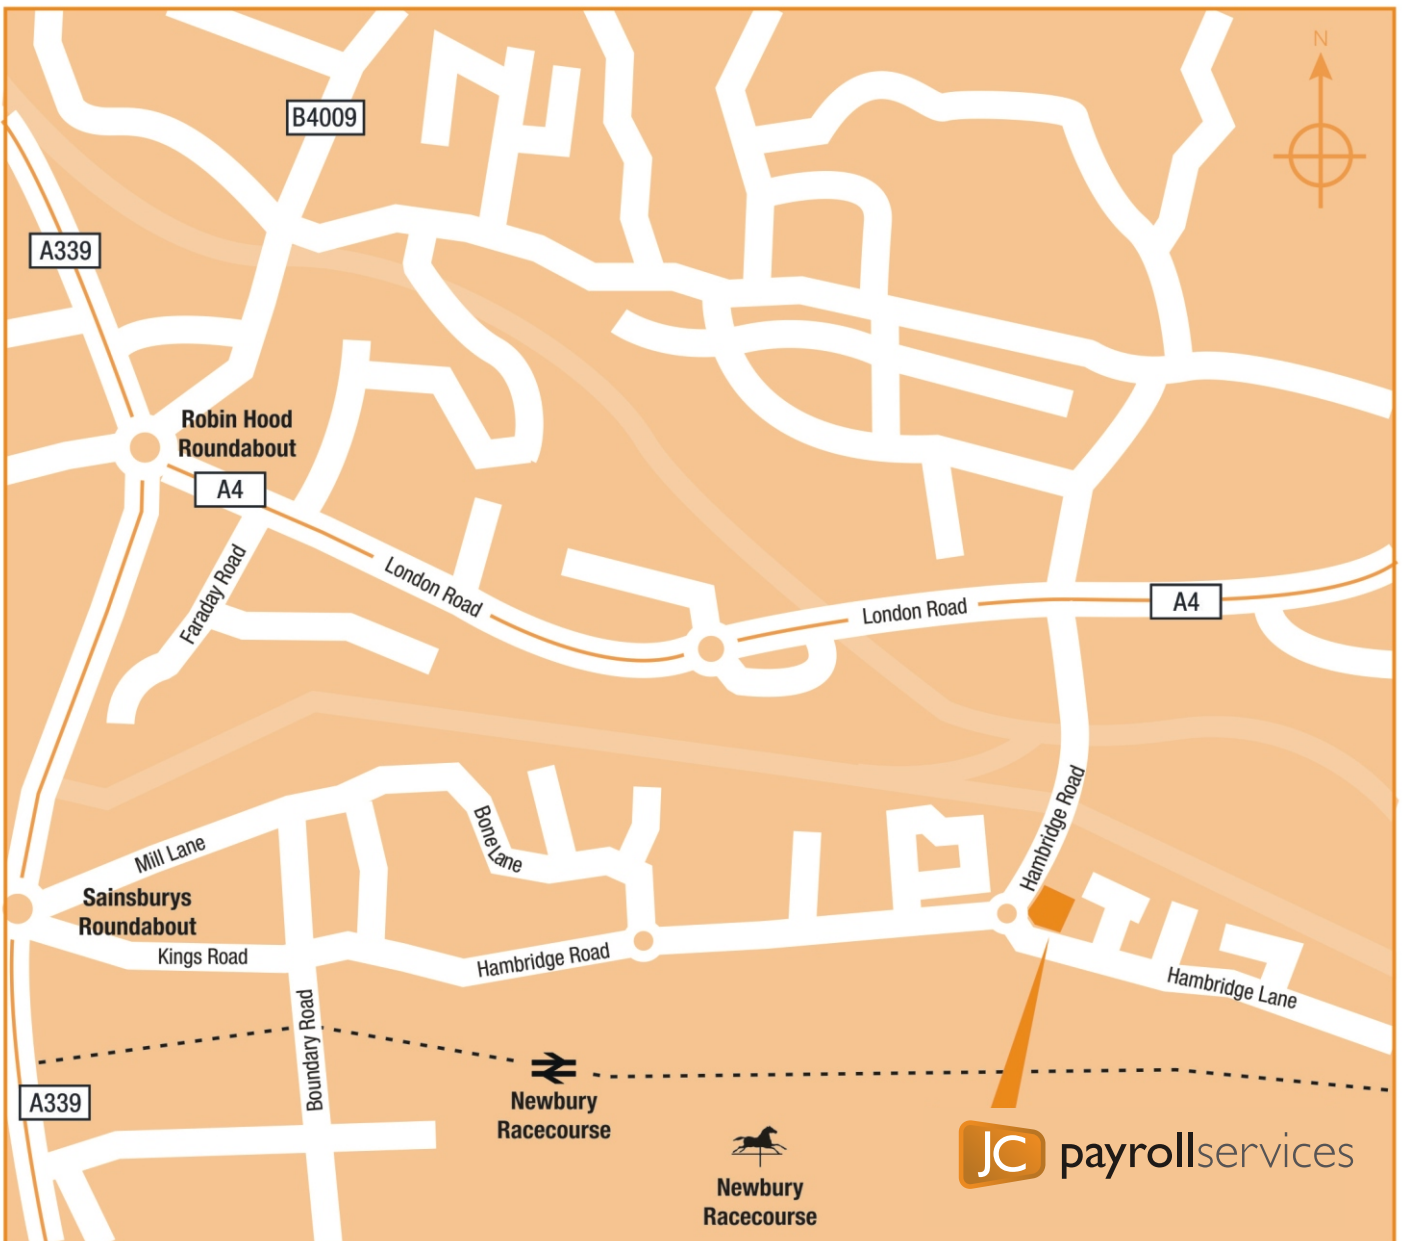 N
B4009
A339
Robin Hood
Roundabout
A4
London Road
Faraday Road
London Road
A4
Hambridge Road
Mill Lane
Bone Lane
Sainsburys
Roundabout
Kings Road
Hambridge Road
Hambridge Lane
Boundary Road
A339
Newbury
Racecourse
JC payrollservices
Newbury
Racecourse